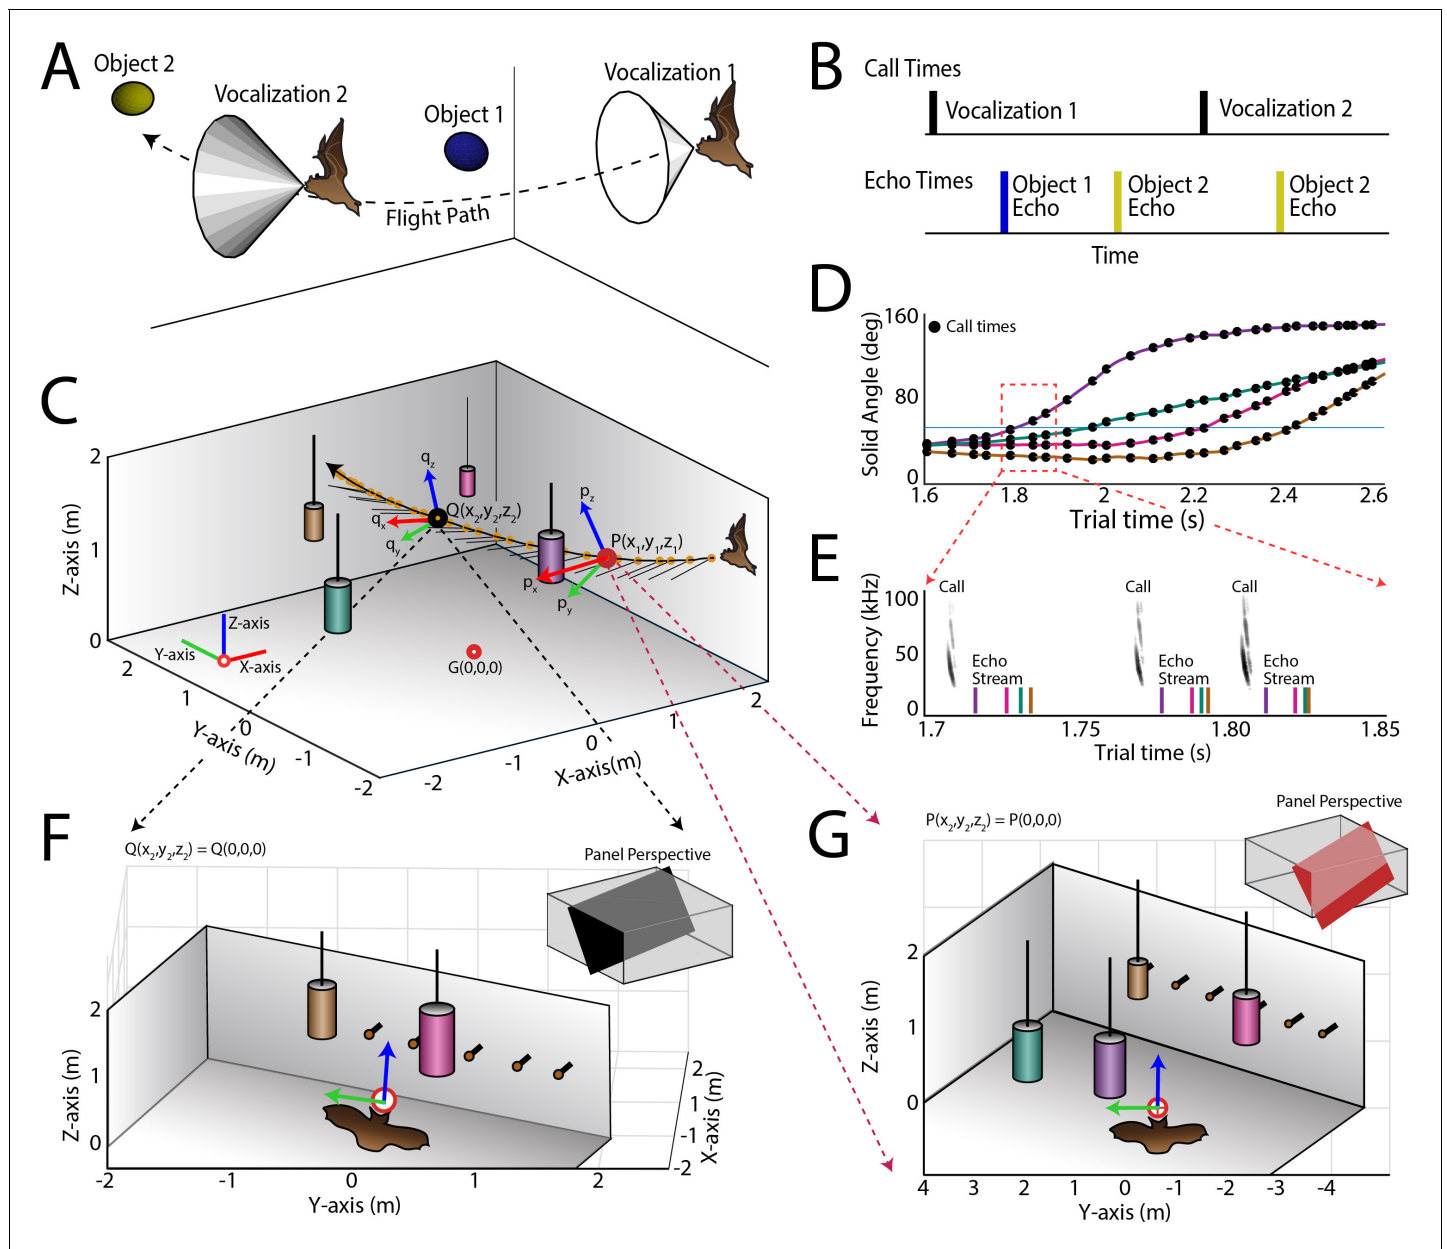 A
Object 2
Vocalization 2
Object 1
Vocalization 1
Flight Path
B
Call Times
Vocalization 1
Vocalization 2
Echo Times
Object 1
Echo
Object 2
Echo
Object 2
Echo
Time
C
2
1
0
Z-axis (m)
2
1
0
-1
-2
Y-axis (m)
-2
-1
0
1
2
X-axis(m)
qz
qx
qy
Q(x2,y2,z2)
pz
P(x1,y1,z1)
px
py
Z-axis
Y-axis
X-axis
G(0,0,0)
D
Solid Angle (deg)
160
80
0
Call times
1.6
1.8
2
2.2
2.4
2.6
Trial time (s)
E
Frequency (kHz)
100
50
0
Call
Call
Call
Echo
Stream
Echo
Stream
Echo
Stream
1.7
1.75
1.80
1.85
Trial time (s)
F
Q(x2,y2,z2) = Q(0,0,0)
Panel Perspective
2
1
0
Z-axis (m)
-2
-1
0
1
2
Y-axis (m)
2
1
-1
-2
X-axis (m)
G
P(x2,y2,z2) = P(0,0,0)
Panel Perspective
2
1
0
Z-axis (m)
4
3
2
1
0
-1
-2
-3
-4
Y-axis (m)